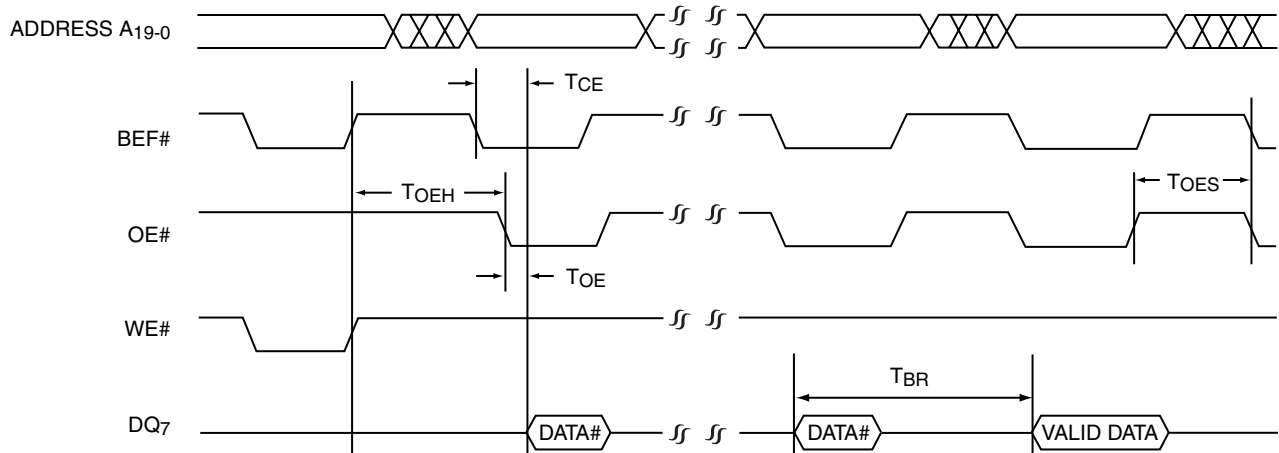 ADDRESS A19-0
TCE
BEF#
TOEH
TOES
OE#
TOE
WE#
TBR
DQ7
DATA#
DATA#
VALID DATA